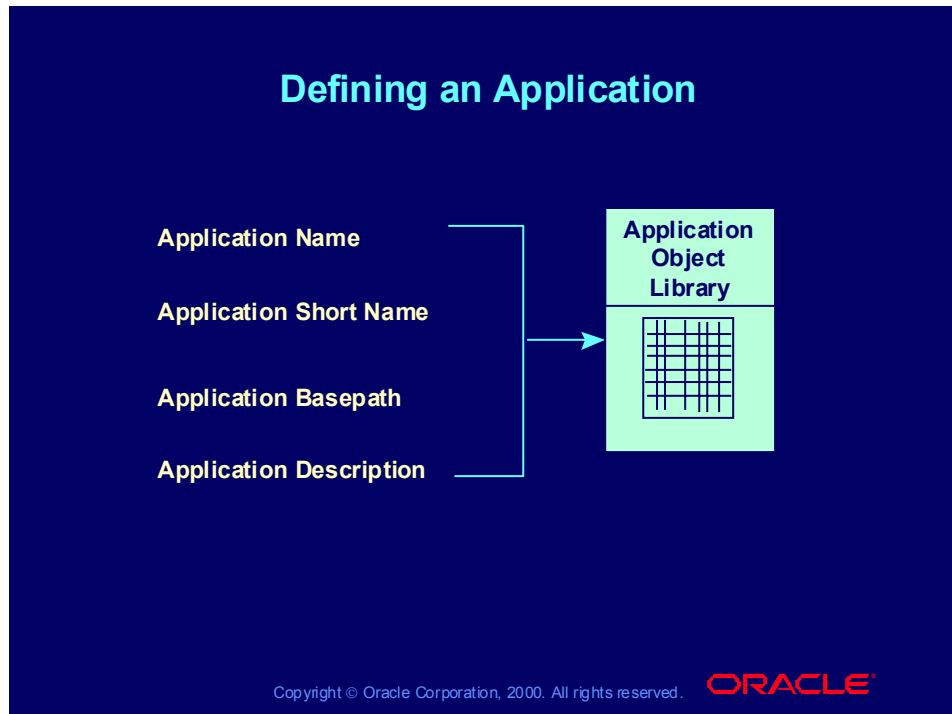 Defining an Application
Application Name
Application Short Name
Application Basepath
Application Description
Application
Object
Library
Copyright © Oracle Corporation, 2000. All rights reserved.
ORACLE®